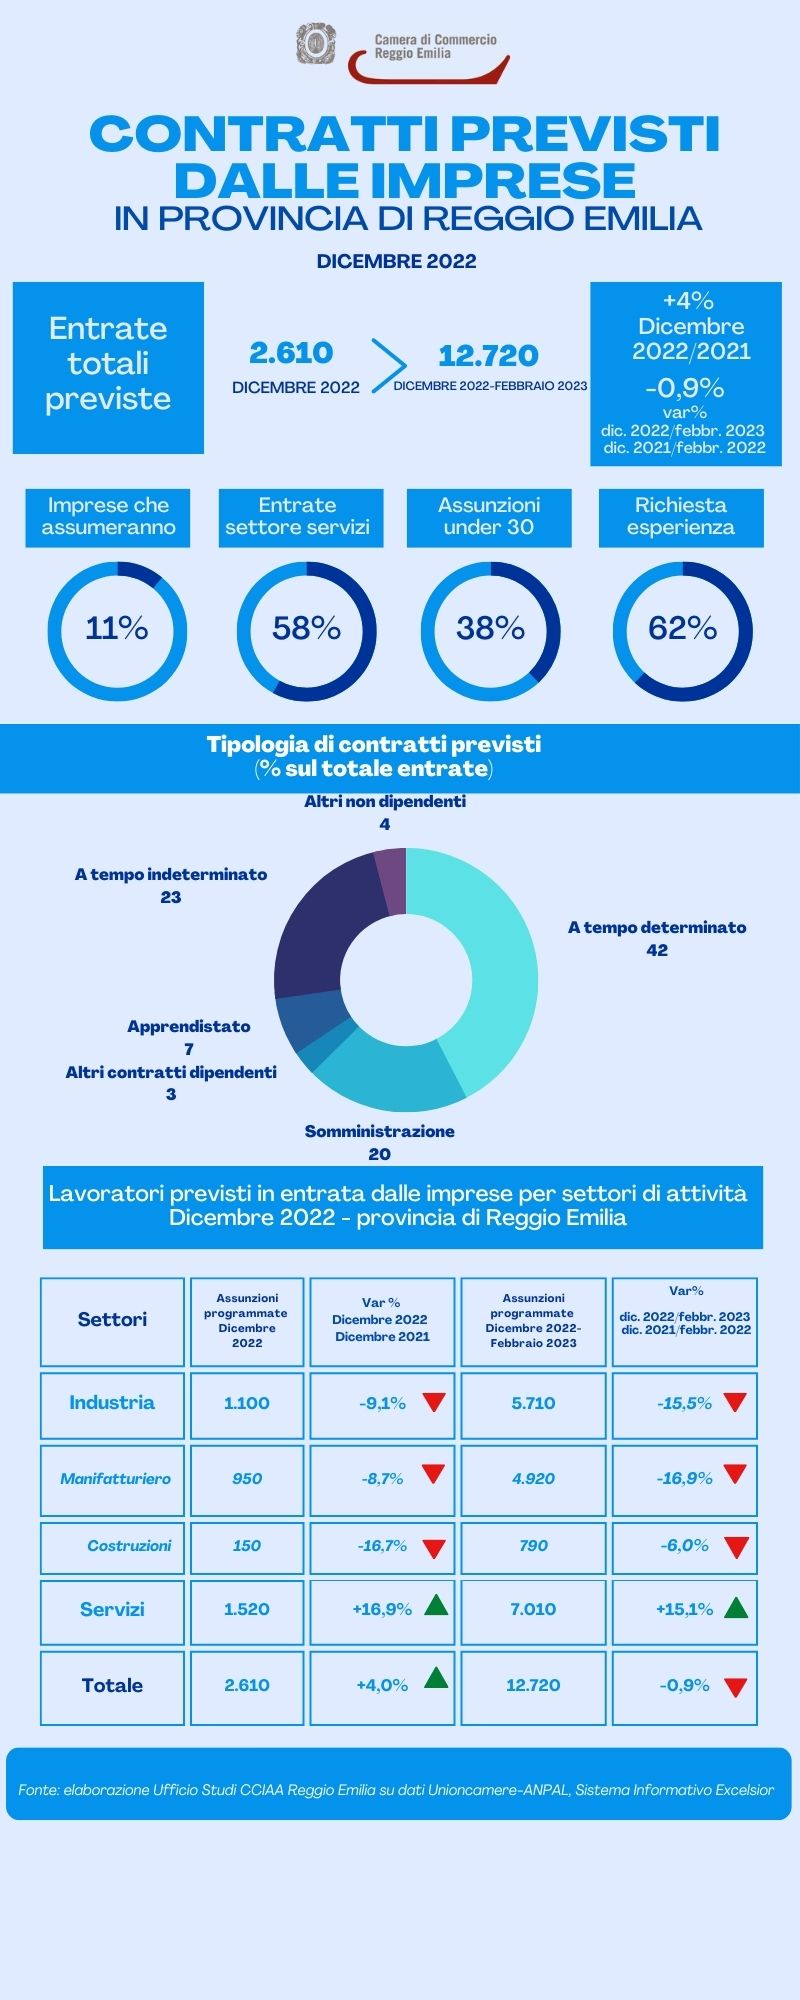 Camera di Commercio
Reggio Emilia
CONTRATTI PREVISTI
DALLE IMPRESE
IN PROVINCIA DI REGGIO EMILIA
DICEMBRE 2022
Entrate
totali
previste
2.610
DICEMBRE 2022
12.720
DICEMBRE 2022-FEBBRAIO 2023
+4%
Dicembre
2022/2021
-0,9%
var%
dic. 2022/febbr. 2023
dic. 2021/febbr. 2022
Imprese che
assumeranno
11%
Entrate
settore servizi
58%
Assunzioni
under 30
38%
Richiesta
esperienza
62%
Tipologia di contratti previsti
(% sul totale entrate)
Altri non dipendenti
4
A tempo indeterminato
23
A tempo determinato
42
Apprendistato
7
Altri contratti dipendenti
3
Somministrazione
20
Lavoratori previsti in entrata dalle imprese per settori di attività
Dicembre 2022 - provincia di Reggio Emilia
Settori
Assunzioni
programmate
Dicembre
2022
Var %
Dicembre 2022
Dicembre 2021
Assunzioni
programmate
Dicembre 2022-
Febbraio 2023
Var%
dic. 2022/febbr. 2023
dic. 2021/febbr. 2022
Industria 1.100 -9,1% 5.710 -15,5%
Manifatturiero 950 -8,7% 4.920 -16,9%
Costruzioni 150 -16,7% 790 -6,0%
Servizi 1.520 +16,9% 7.010 +15,1%
Totale 2.610 +4,0% 12.720 -0,9%
Fonte: elaborazione Ufficio Studi CCIAA Reggio Emilia su dati Unioncamere-ANPAL, Sistema Informativo Excelsior